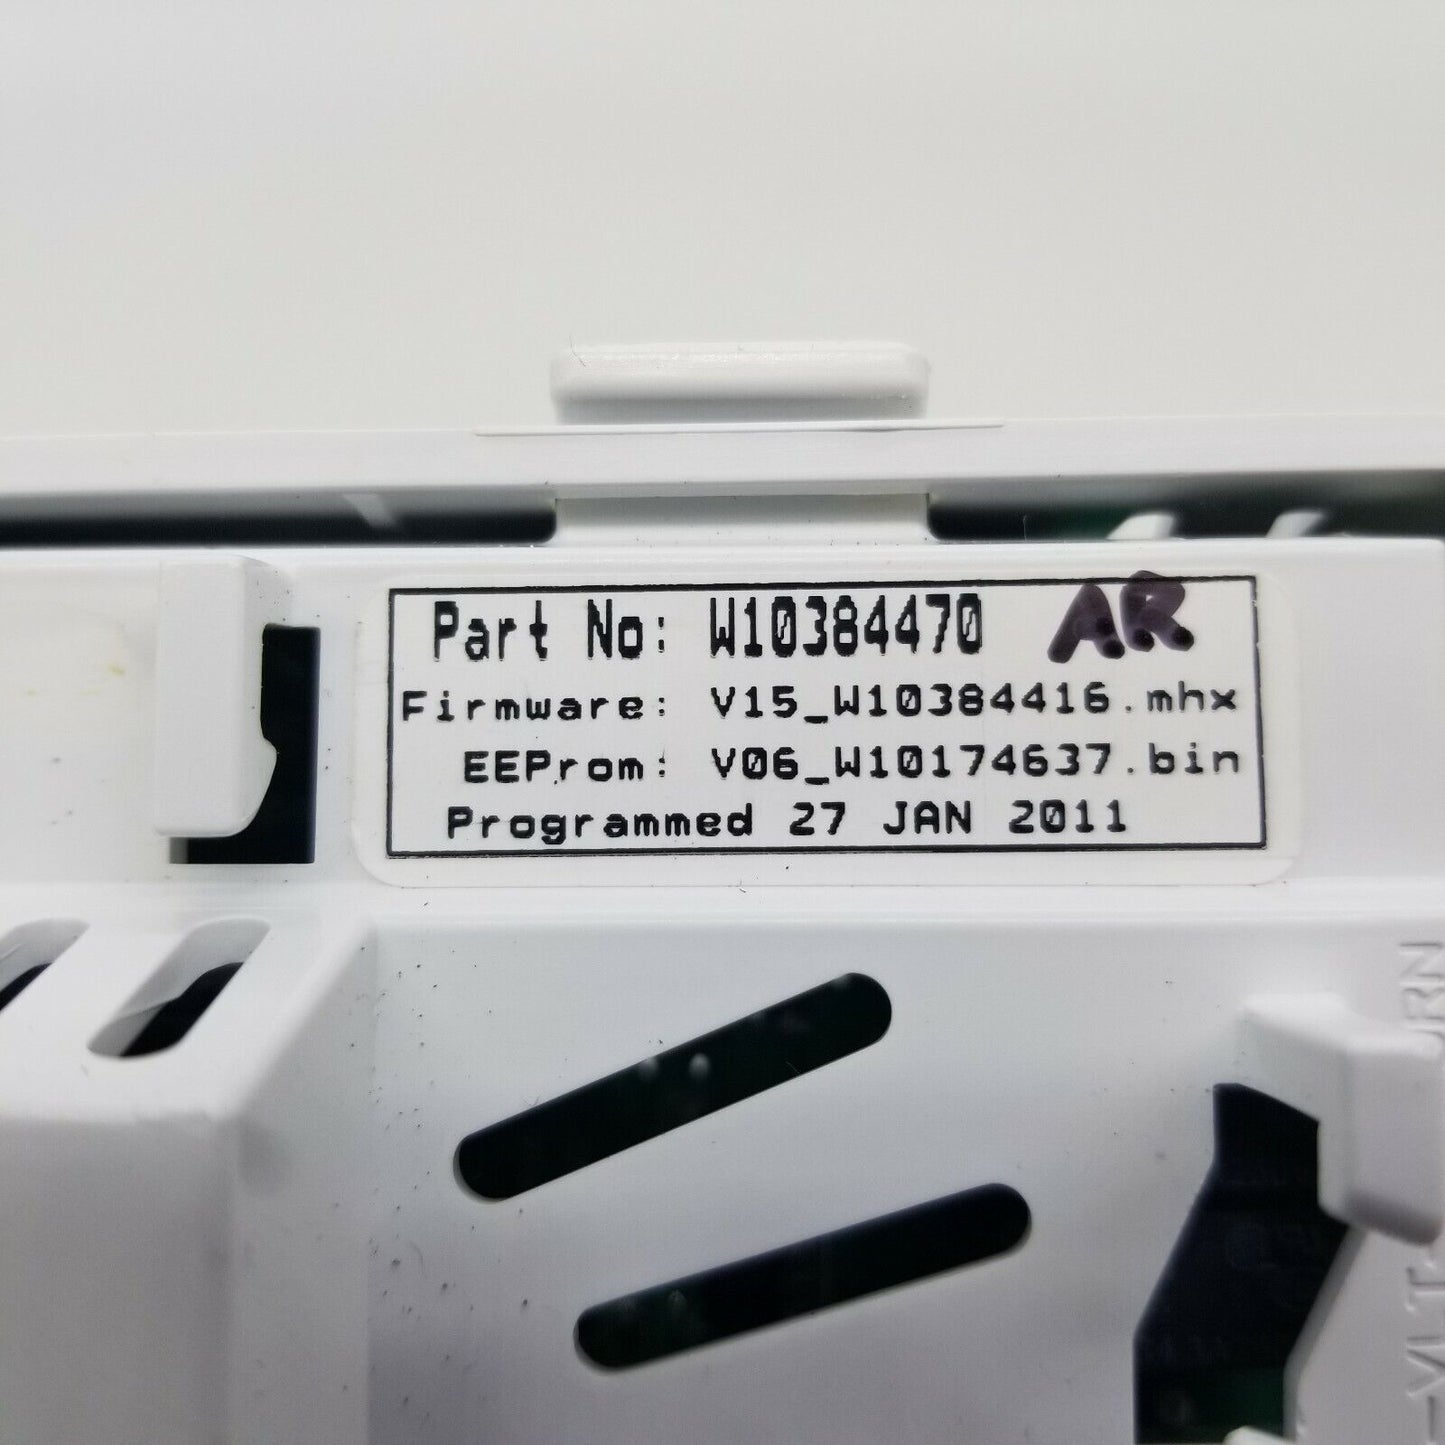 Part No: W10384470 AR
Firmware: V15_W10384416.mhx
EEProm: V06_W10174637.bin
Programmed 27 JAN 2011